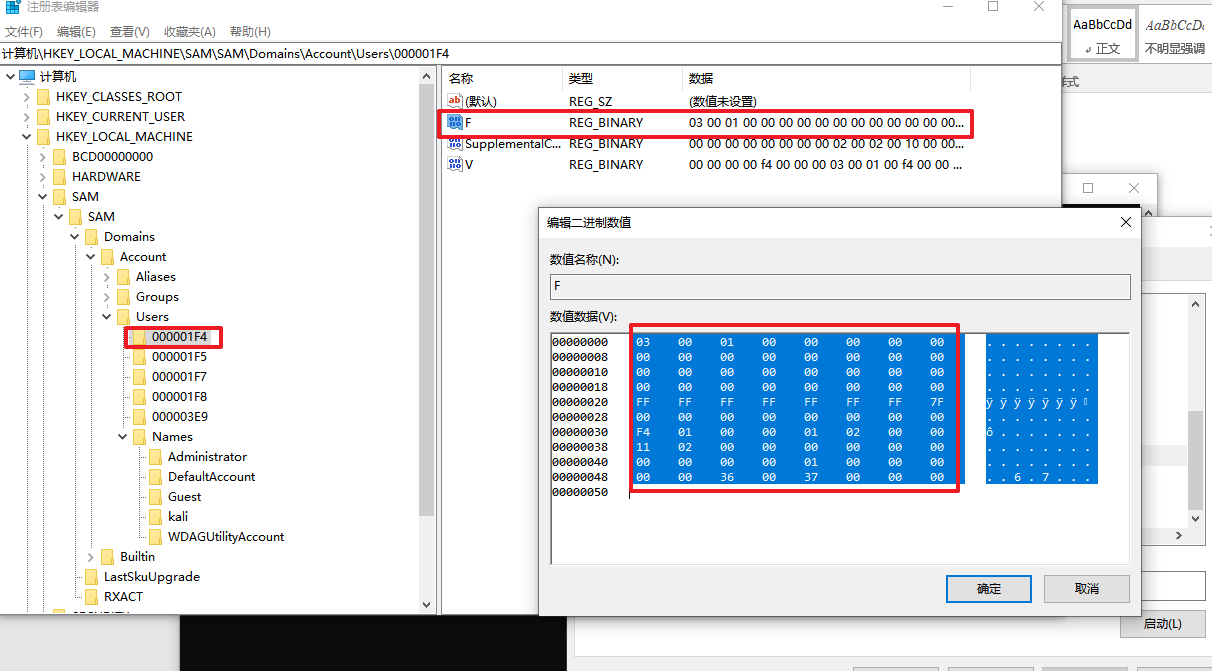 注册表编辑器
文件(F) 编辑(E) 查看(V) 收藏夹(A) 帮助(H)
计算机\HKEY_LOCAL_MACHINE\SAM\SAM\Domains\Account\Users\000001F4
计算机
HKEY_CLASSES_ROOT
HKEY_CURRENT_USER
HKEY_LOCAL_MACHINE
BCD00000000
HARDWARE
SAM
SAM
Domains
Account
Aliases
Groups
Users
000001F4
000001F5
000001F7
000001F8
000003E9
Names
Administrator
DefaultAccount
Guest
kali
WDAGUtilityAccount
Builtin
LastSkuUpgrade
RXACT
名称 类型 数据
(默认) REG_SZ (数值未设置)
F REG_BINARY 03 00 01 00 00 00 00 00 00 00 00 00 00 00 00...
SupplementalC... REG_BINARY 00 00 00 00 00 00 00 02 00 02 00 10 00 00...
V REG_BINARY 00 00 00 00 f4 00 00 00 03 00 01 00 f4 00 00 ...
编辑二进制数值
数值名称(N):
F
数值数据(V):
00000000 03 00 01 00 00 00 00 00 . . . . . . . .
00000008 00 00 00 00 00 00 00 00 . . . . . . . .
00000010 00 00 00 00 00 00 00 00 . . . . . . . .
00000018 00 00 00 00 00 00 00 00 . . . . . . . .
00000020 FF FF FF FF FF FF FF 7F ÿ ÿ ÿ ÿ ÿ ÿ ÿ
00000028 00 00 00 00 00 00 00 00 . . . . . . . .
00000030 F4 01 00 00 01 02 00 00 ô . . . . . . .
00000038 11 02 00 00 00 00 00 00 . . . . . . . .
00000040 00 00 00 00 01 00 00 00 . . . . . . . .
00000048 00 00 36 00 37 00 00 00 . . 6 . 7 . . .
00000050
确定 取消
AaBbCcDd AaBbCcD
正文 不明显强调
启动(L)